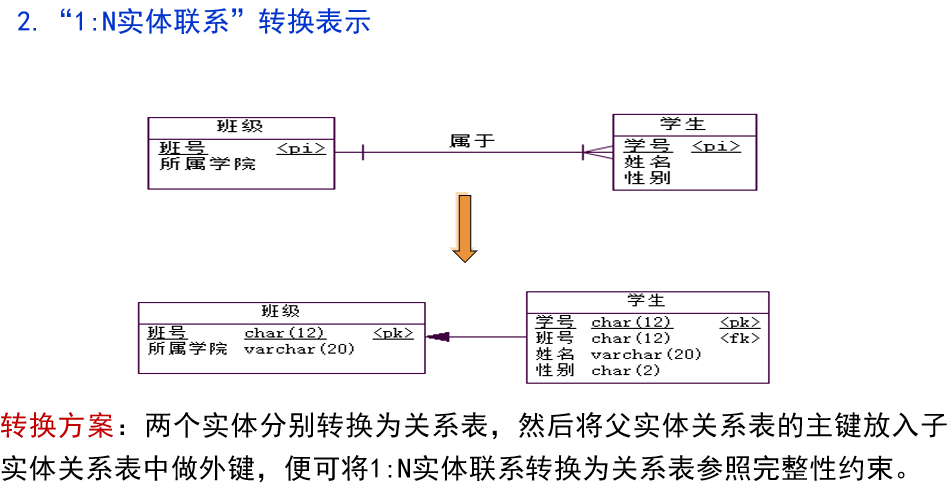 2.“1:N实体联系”转换表示
班级
班号 <pi>
所属学院
属于
学生
学号 <pi>
姓名
性别
班级
班号 char(12) <pk>
所属学院 varchar(20)
学生
学号 char(12) <pk>
班号 char(12) <fk>
姓名 varchar(20)
性别 char(2)
转换方案：两个实体分别转换为关系表，然后将父实体关系表的主键放入子
实体关系表中做外键，便可将1:N实体联系转换为关系表参照完整性约束。